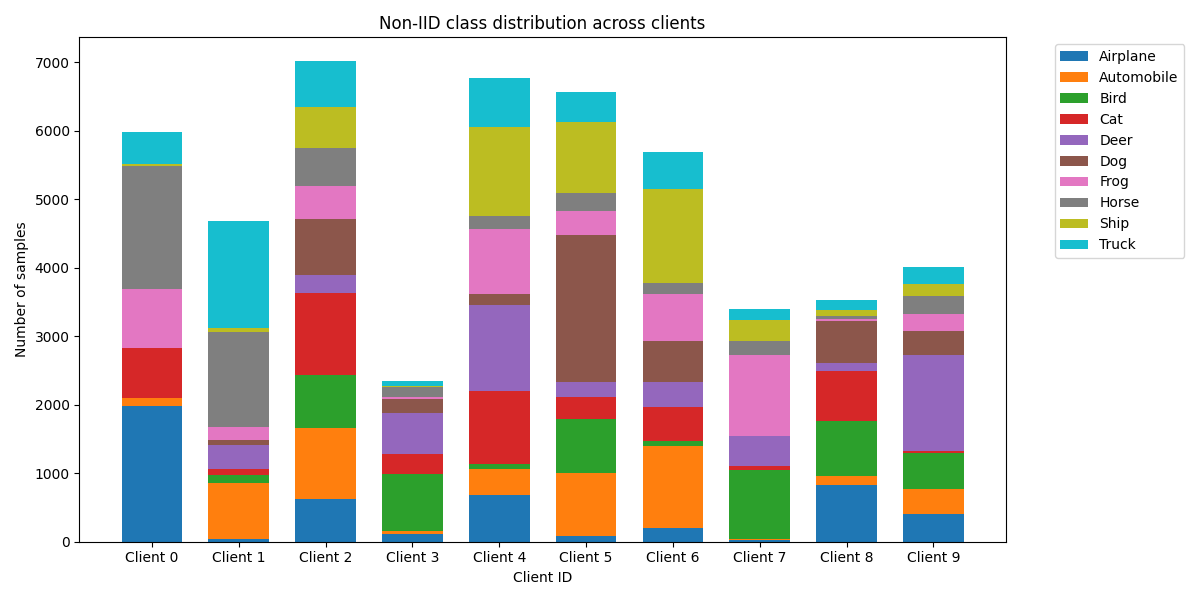 Non-IID class distribution across clients
Number of samples
7000
6000
5000
4000
3000
2000
1000
0
Client 0 Client 1 Client 2 Client 3 Client 4 Client 5 Client 6 Client 7 Client 8 Client 9
Client ID
Airplane
Automobile
Bird
Cat
Deer
Dog
Frog
Horse
Ship
Truck